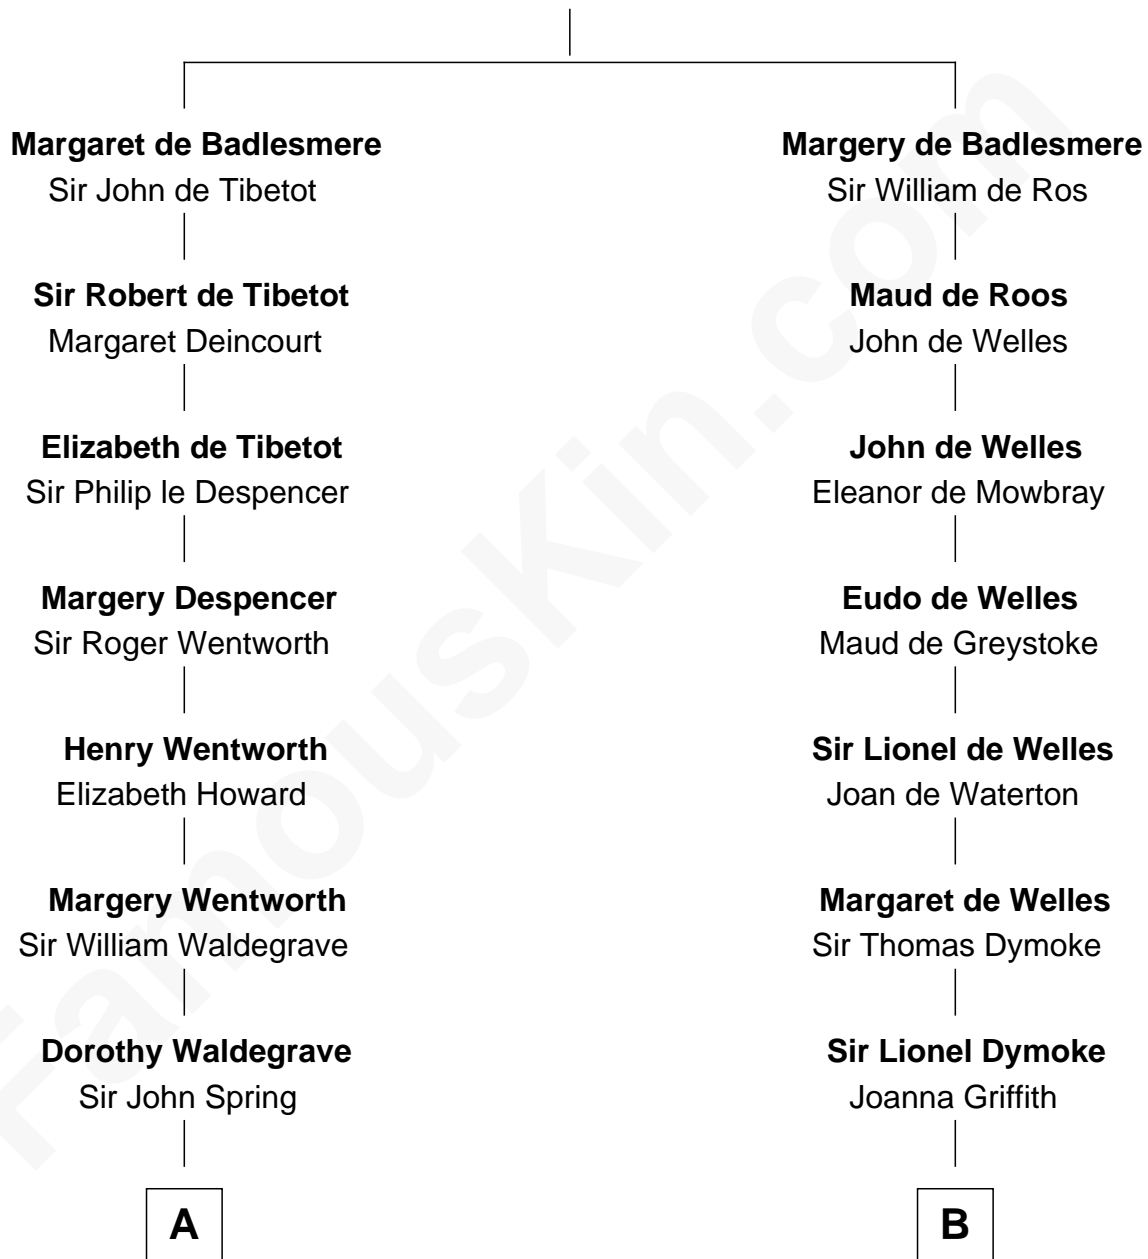 Margaret de Badlesmere
Sir John de Tibetot
Sir Robert de Tibetot
Margaret Deincourt
Elizabeth de Tibetot
Sir Philip le Despencer
Margery Despencer
Sir Roger Wentworth
Henry Wentworth
Elizabeth Howard
Margery Wentworth
Sir William Waldegrave
Dorothy Waldegrave
Sir John Spring
A
Margery de Badlesmere
Sir William de Ros
Maud de Roos
John de Welles
John de Welles
Eleanor de Mowbray
Eudo de Welles
Maud de Greystoke
Sir Lionel de Welles
Joan de Waterton
Margaret de Welles
Sir Thomas Dymoke
Sir Lionel Dymoke
Joanna Griffith
B
FamousKin.com